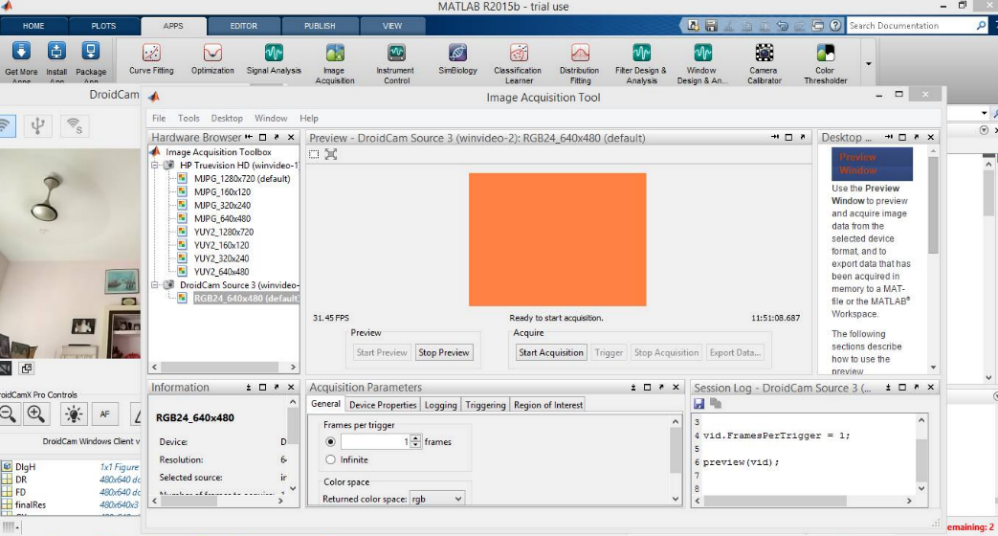 MATLAB R2015b - trial use
HOME PLOTS APPS EDITOR PUBLISH VIEW
Search Documentation
Get More Install Package
Apps App App
Curve Fitting
Optimization
Signal Analysis
Image
Acquisition
Instrument
Control
SimBiology
Classification
Learner
Distribution
Fitting
Filter Design &
Analysis
Window
Design & An...
Camera
Calibrator
Color
Thresholder
DroidCam
Image Acquisition Tool
File Tools Desktop Window Help
Hardware Browser
Image Acquisition Toolbox
HP Truevision HD (winvideo-1
MJPG_1280x720 (default)
MJPG_160x120
MJPG_320x240
MJPG_640x480
YUY2_1280x720
YUY2_160x120
YUY2_320x240
YUY2_640x480
DroidCam Source 3 (winvideo-
RGB24_640x480 (default
Preview - DroidCam Source 3 (winvideo-2): RGB24_640x480 (default)
31.45 FPS
Ready to start acquisition.
11:51:08.687
Preview
Start Preview Stop Preview
Acquire
Start Acquisition Trigger Stop Acquisition Export Data...
Desktop ...
Preview
Window
Use the Preview
Window to preview
and acquire image
data from the
selected device
format, and to
export data that has
been acquired in
memory to a MAT-
file or the MATLAB®
Workspace.
The following
sections describe
how to use the
preview
Information
RGB24_640x480
Device: D
Resolution: 6
Selected source: ir
Acquisition Parameters
General Device Properties Logging Triggering Region of Interest
Frames per trigger
1 frames
Infinite
Color space
Returned color space: rgb
Session Log - DroidCam Source 3 (...
3
4 vid.FramesPerTrigger = 1;
5
6 preview(vid);
7
8
roidCamX Pro Controls
AF
DroidCam Windows Client v
DlgH 1x1 Figure
DR 480x640 do
FD 480x640 do
finalRes 480x640x3
emaining: 2